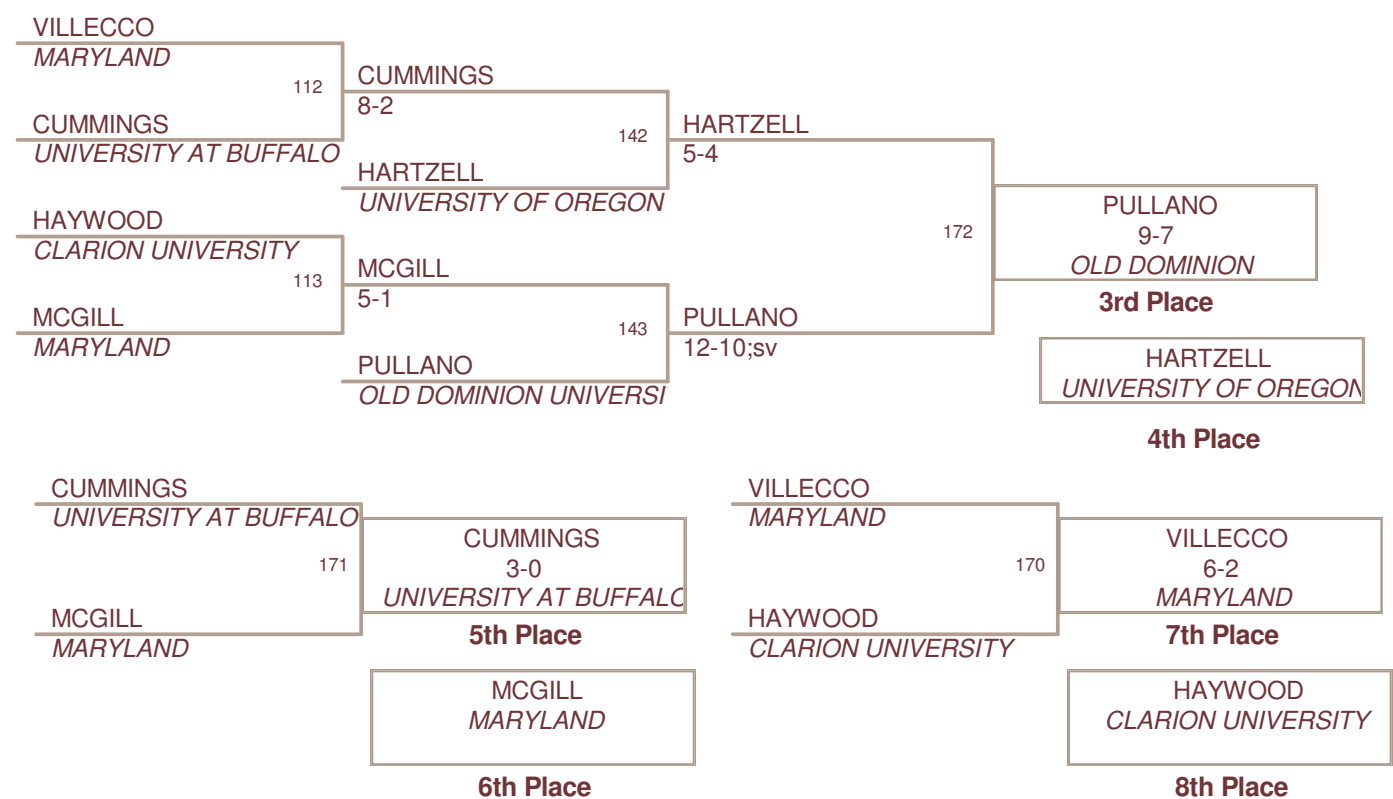 VILLECCO
MARYLAND
112
CUMMINGS
8-2
CUMMINGS
UNIVERSITY AT BUFFALO
142
HARTZELL
5-4
HARTZELL
UNIVERSITY OF OREGON
HAYWOOD
CLARION UNIVERSITY
113
MCGILL
5-1
MCGILL
MARYLAND
143
PULLANO
12-10;sv
PULLANO
OLD DOMINION UNIVERSI
172
PULLANO
9-7
OLD DOMINION
3rd Place
HARTZELL
UNIVERSITY OF OREGON
4th Place
CUMMINGS
UNIVERSITY AT BUFFALO
171
MCGILL
MARYLAND
CUMMINGS
3-0
UNIVERSITY AT BUFFALO
5th Place
MCGILL
MARYLAND
6th Place
VILLECCO
MARYLAND
170
HAYWOOD
CLARION UNIVERSITY
VILLECCO
6-2
MARYLAND
7th Place
HAYWOOD
CLARION UNIVERSITY
8th Place